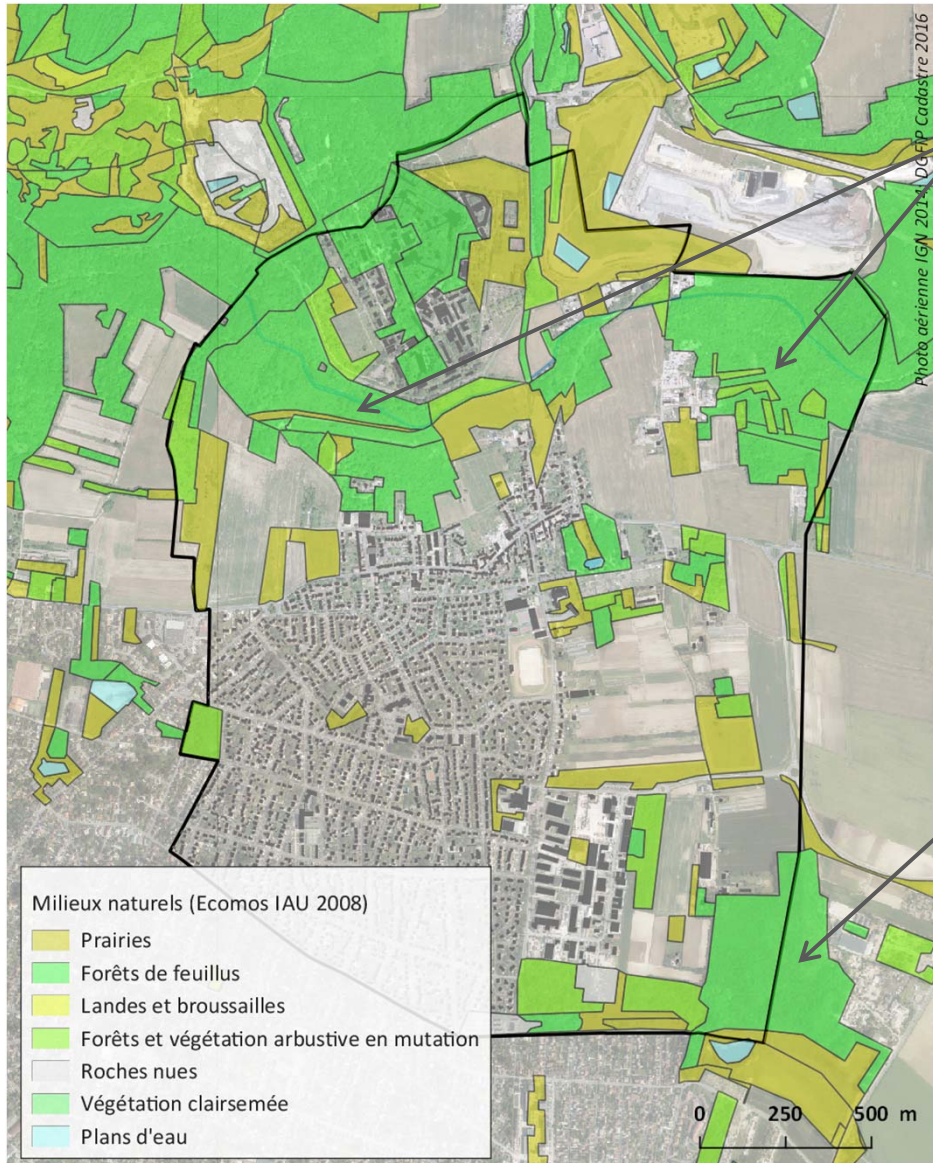 Photo aérienne IGN 2014, DGFiP Cadastre 2016
Milieux naturels (Ecomos IAU 2008)
Prairies
Forêts de feuillus
Landes et broussailles
Forêts et végétation arbustive en mutation
Roches nues
Végétation clairsemée
Plans d'eau
0 250 500 m